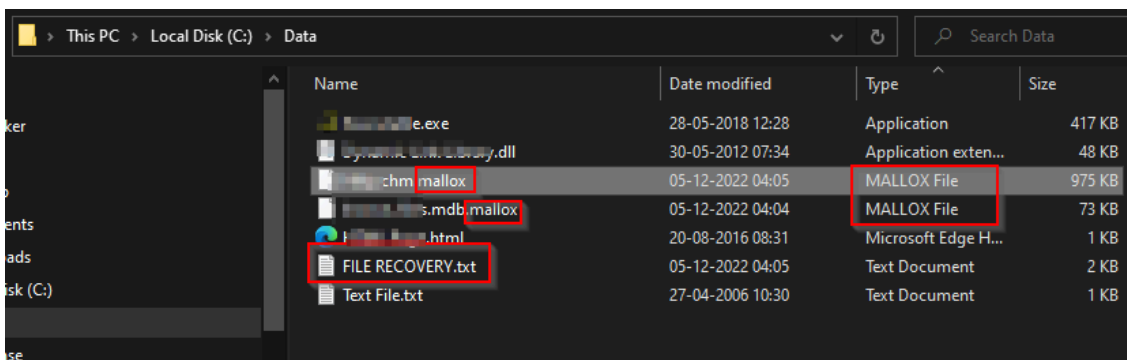 This PC > Local Disk (C:) > Data
Search Data
Name Date modified Type Size
e.exe 28-05-2018 12:28 Application 417 KB
.dll 30-05-2012 07:34 Application exten... 48 KB
chm.mallox 05-12-2022 04:05 MALLOX File 975 KB
s.mdb.mallox 05-12-2022 04:04 MALLOX File 73 KB
.html 20-08-2016 08:31 Microsoft Edge H... 1 KB
FILE RECOVERY.txt 05-12-2022 04:05 Text Document 2 KB
Text File.txt 27-04-2006 10:30 Text Document 1 KB
ker
ents
ads
isk (C:)
ase